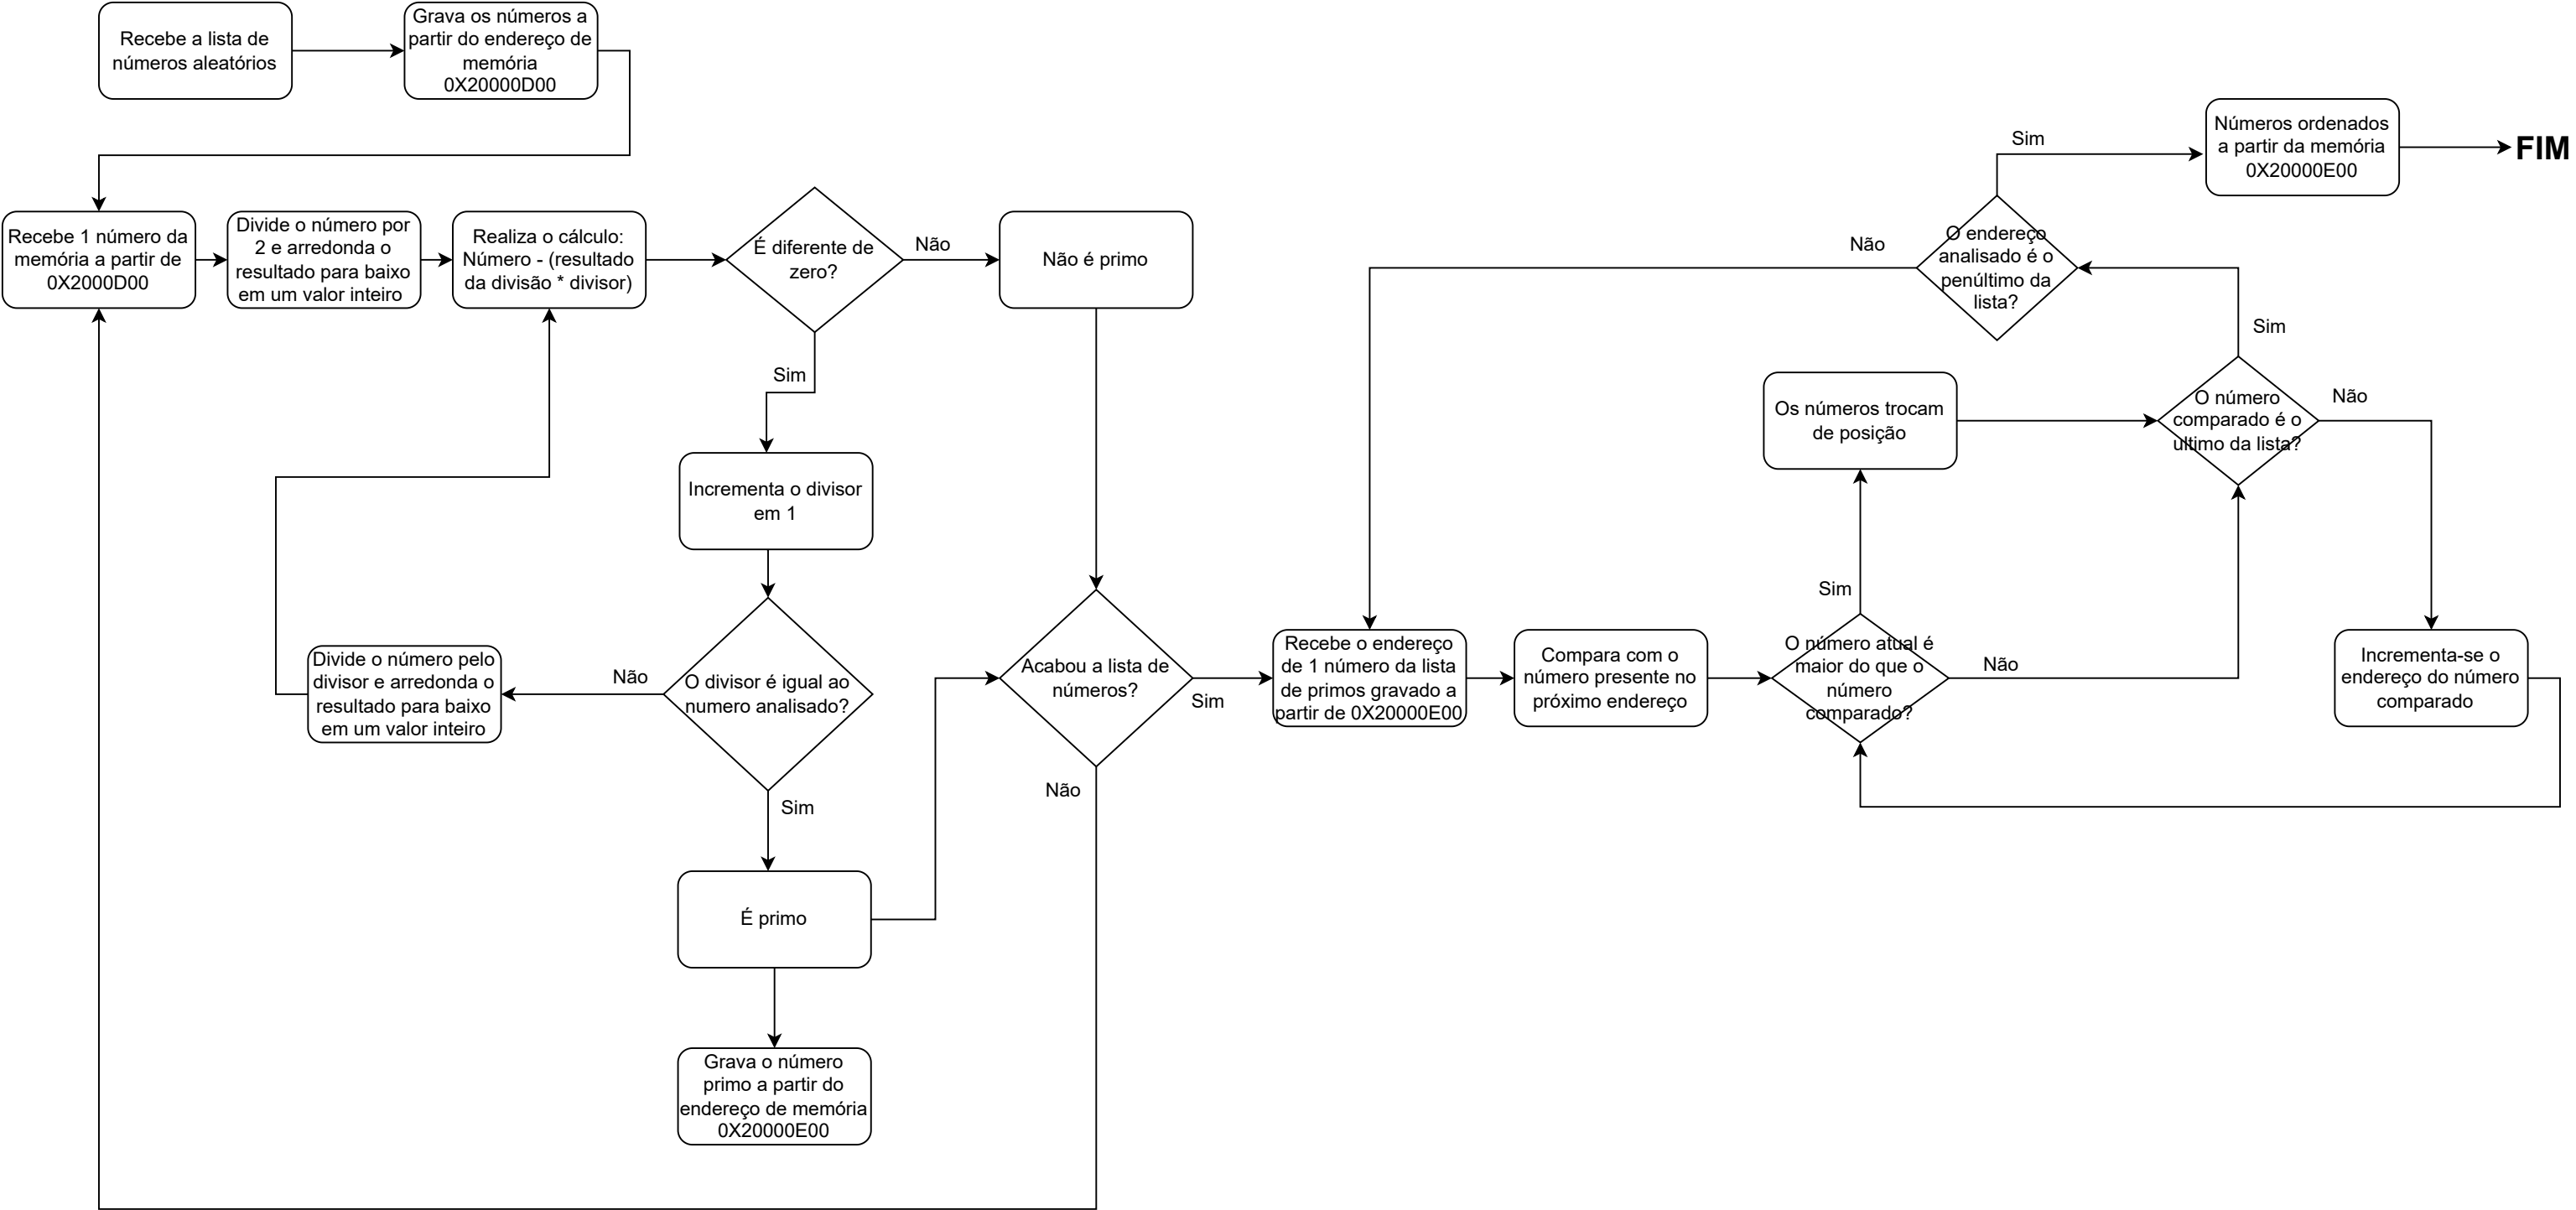 Recebe a lista de
números aleatórios
Grava os números a
partir do endereço de
memória
0X20000D00
Recebe 1 número da
memória a partir de
0X2000D00
Divide o número por
2 e arredonda o
resultado para baixo
em um valor inteiro
Realiza o cálculo:
Número - (resultado
da divisão * divisor)
É diferente de
zero?
Não
Não é primo
Sim
Incrementa o divisor
em 1
O divisor é igual ao
numero analisado?
Não
Divide o número pelo
divisor e arredonda o
resultado para baixo
em um valor inteiro
Sim
É primo
Grava o número
primo a partir do
endereço de memória
0X20000E00
Acabou a lista de
números?
Não
Sim
Recebe o endereço
de 1 número da lista
de primos gravado a
partir de 0X20000E00
Compara com o
número presente no
próximo endereço
O número atual é
maior do que o
número
comparado?
Sim
Não
Os números trocam
de posição
O número
comparado é o
ultimo da lista?
Não
Incrementa-se o
endereço do número
comparado
Sim
O endereço
analisado é o
penúltimo da
lista?
Não
Sim
Números ordenados
a partir da memória
0X20000E00
FIM